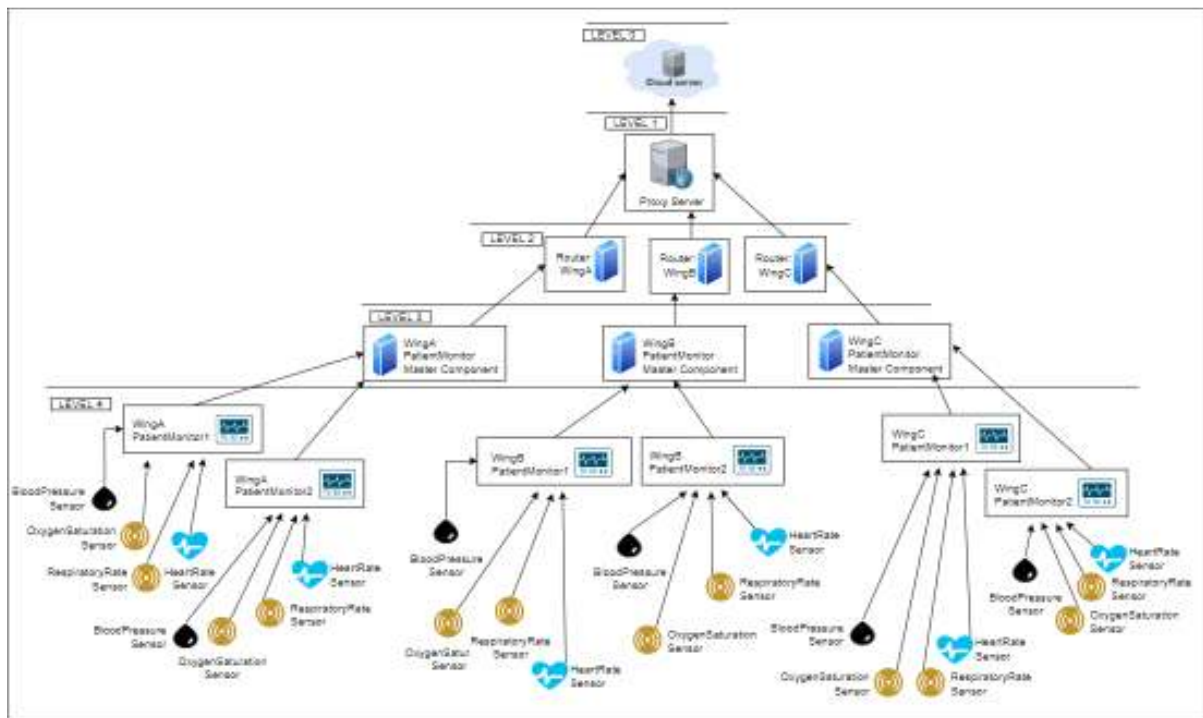 LEVEL 0
Cloud server
LEVEL 1
Proxy Server
LEVEL 2
Router
WingA
Router
WingB
Router
WingC
LEVEL 3
WingA
PatientMonitor
Master Component
WingB
PatientMonitor
Master Component
WingC
PatientMonitor
Master Component
LEVEL 4
WingA
PatientMonitor1
WingA
PatientMonitor2
WingB
PatientMonitor1
WingB
PatientMonitor2
WingC
PatientMonitor1
WingC
PatientMonitor2
BloodPressure
Sensor
OxygenSaturation
Sensor
RespiratoryRate
Sensor
HeartRate
Sensor
BloodPressure
Sensor
OxygenSaturation
Sensor
RespiratoryRate
Sensor
HeartRate
Sensor
BloodPressure
Sensor
OxygenSatur
Sensor
RespiratoryRate
Sensor
HeartRate
Sensor
BloodPressure
Sensor
OxygenSaturation
Sensor
RespiratoryRate
Sensor
HeartRate
Sensor
BloodPressure
Sensor
OxygenSaturation
Sensor
RespiratoryRate
Sensor
HeartRate
Sensor
BloodPressure
Sensor
OxygenSaturation
Sensor
RespiratoryRate
Sensor
HeartRate
Sensor